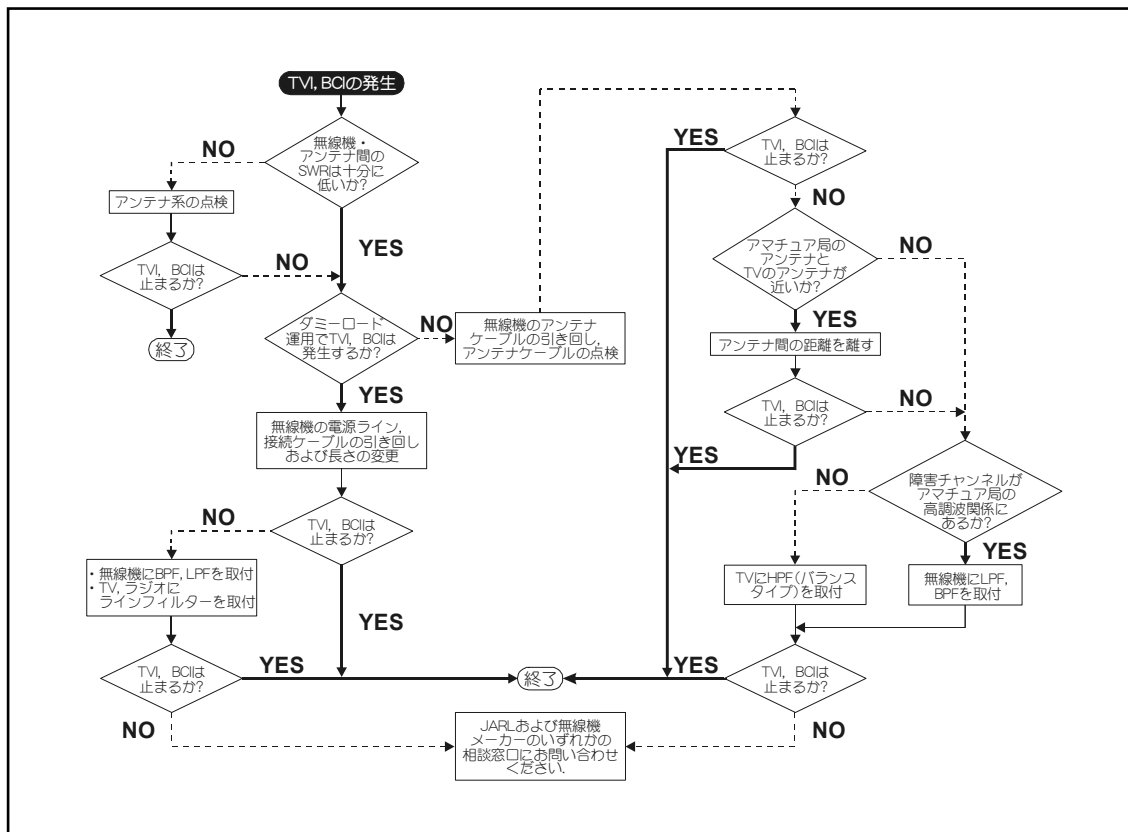 TVI, BCIの発生
無線機・
アンテナ間の
SWRは十分に
低いか?
NO
アンテナ系の点検
YES
TVI, BCIは
止まるか?
NO
終了
ダミーロード
運用でTVI, BCIは
発生するか?
NO
無線機のアンテナ
ケーブルの引き回し,
アンテナケーブルの点検
YES
無線機の電源ライン,
接続ケーブルの引き回し
および長さの変更
TVI, BCIは
止まるか?
NO
・無線機にBPF, LPFを取付
・TV, ラジオに
ラインフィルターを取付
YES
TVI, BCIは
止まるか?
YES
NO
終了
JARLおよび無線機
メーカーのいずれかの
相談窓口にお問い合わせ
ください.
TVI, BCIは
止まるか?
YES
NO
アマチュア局の
アンテナと
TVのアンテナが
近いか?
NO
YES
アンテナ間の距離を離す
TVI, BCIは
止まるか?
NO
YES
障害チャンネルが
アマチュア局の
高調波関係に
あるか?
NO
YES
TVにHPF(バランス
タイプ)を取付
無線機にLPF,
BPFを取付
TVI, BCIは
止まるか?
YES
NO